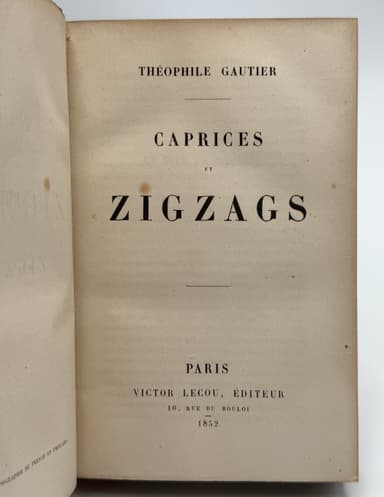 THÉOPHILE GAUTIER
CAPRICES
ET
ZIGZAGS
PARIS
VICTOR LECOU, ÉDITEUR
10, RUE DU BOULOI
1852